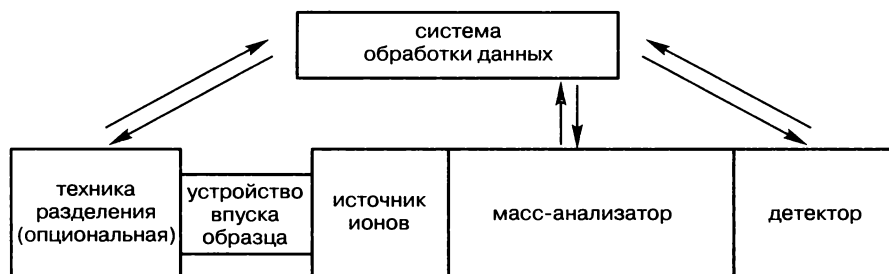 система
обработки данных
техника
разделения
(опциональная)
устройство
впуска
образца
источник
ионов
масс-анализатор
детектор